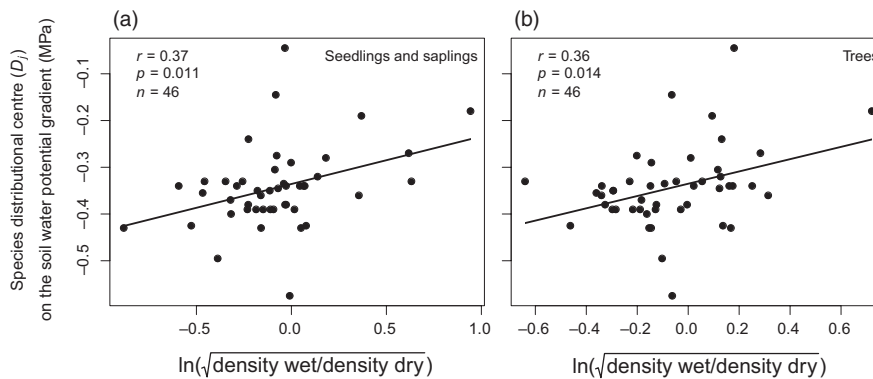 (a)
(b)
Species distributional centre (Dj)
on the soil water potential gradient (MPa)
−0.1
−0.2
−0.3
−0.4
−0.5
r = 0.37
p = 0.011
n = 46
Seedlings and saplings
r = 0.36
p = 0.014
n = 46
Trees
−0.5 0.0 0.5 1.0
−0.6 −0.4 −0.2 0.0 0.2 0.4 0.6
ln(√density wet/density dry)
ln(√density wet/density dry)